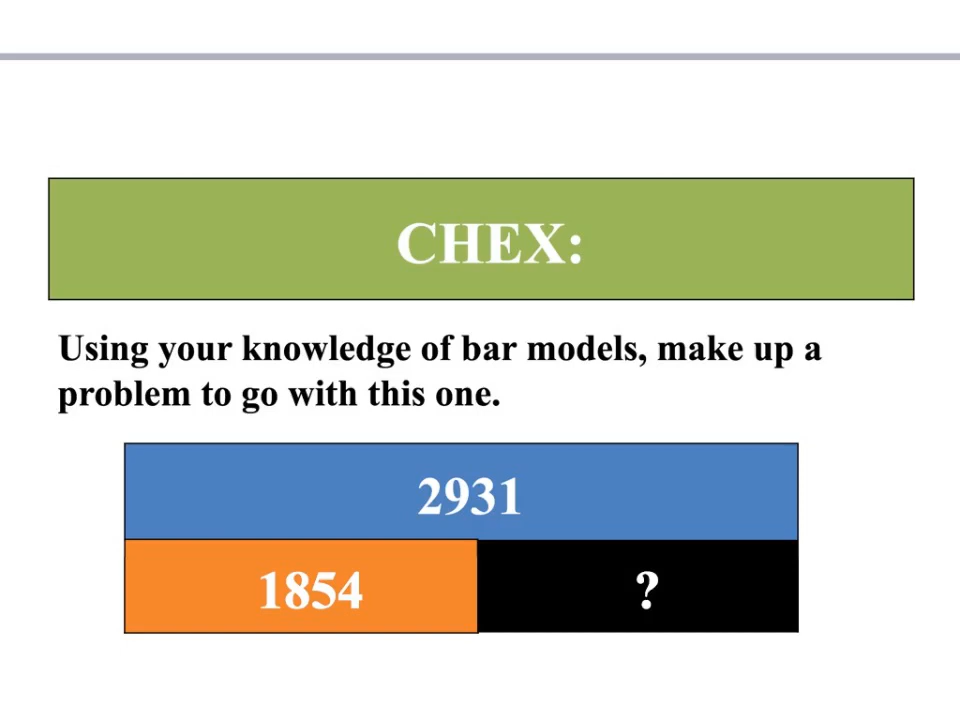 CHEX:
Using your knowledge of bar models, make up a
problem to go with this one.
2931
1854 ?